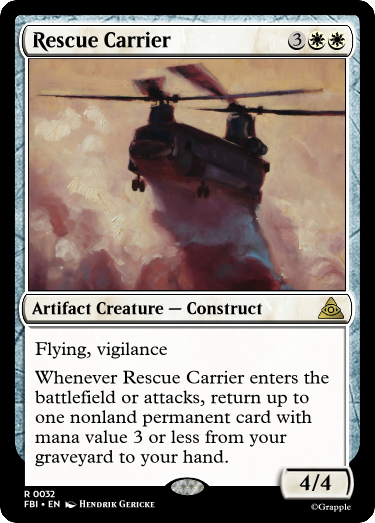 Rescue Carrier 3
Artifact Creature — Construct
Flying, vigilance
Whenever Rescue Carrier enters the
battlefield or attacks, return up to
one nonland permanent card with
mana value 3 or less from your
graveyard to your hand.
4/4
R 0032
FBI • EN Hendrik Gericke
©Grapple